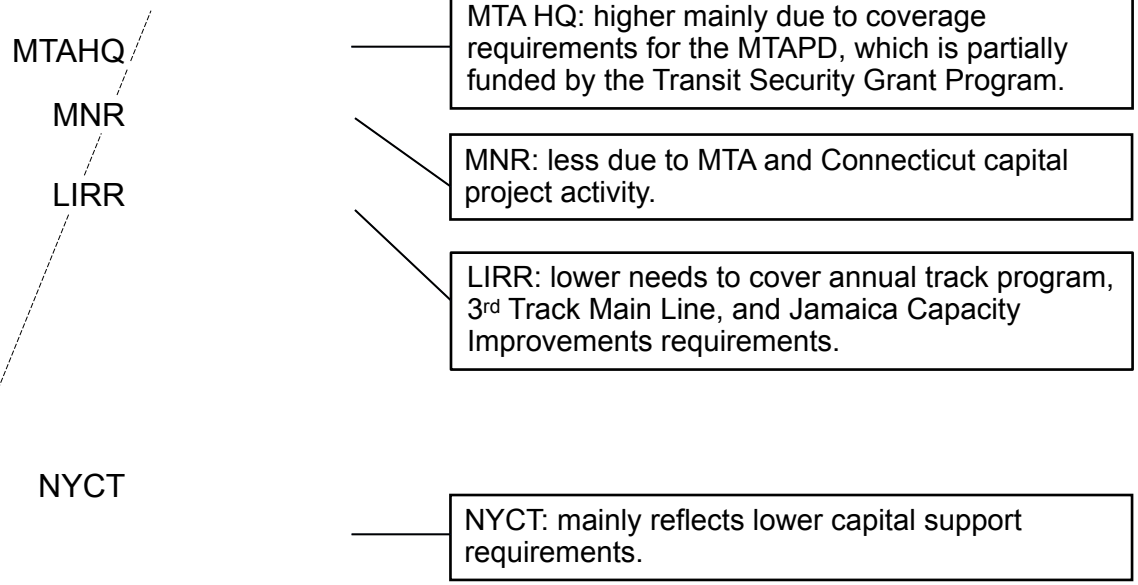 MTA HQ: higher mainly due to coverage
requirements for the MTAPD, which is partially
funded by the Transit Security Grant Program.
MTAHQ
MNR
MNR: less due to MTA and Connecticut capital
project activity.
LIRR
LIRR: lower needs to cover annual track program,
3rd Track Main Line, and Jamaica Capacity
Improvements requirements.
NYCT
NYCT: mainly reflects lower capital support
requirements.